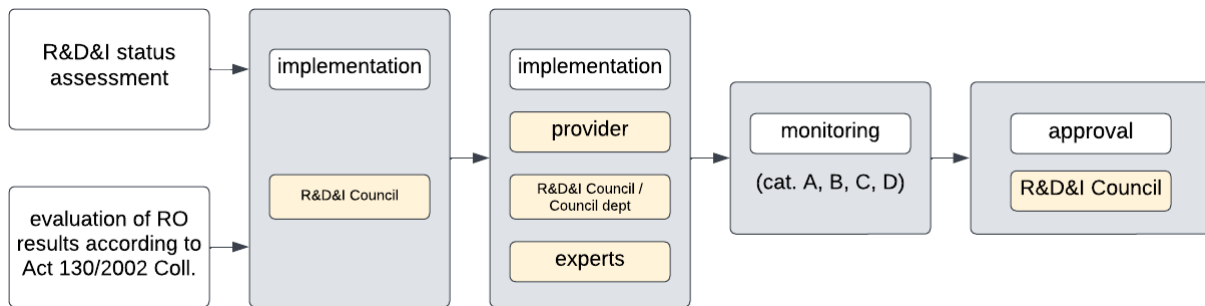 R&D&I status
assessment
evaluation of RO
results according to
Act 130/2002 Coll.
implementation
R&D&I Council
implementation
provider
R&D&I Council /
Council dept
experts
monitoring
(cat. A, B, C, D)
approval
R&D&I Council